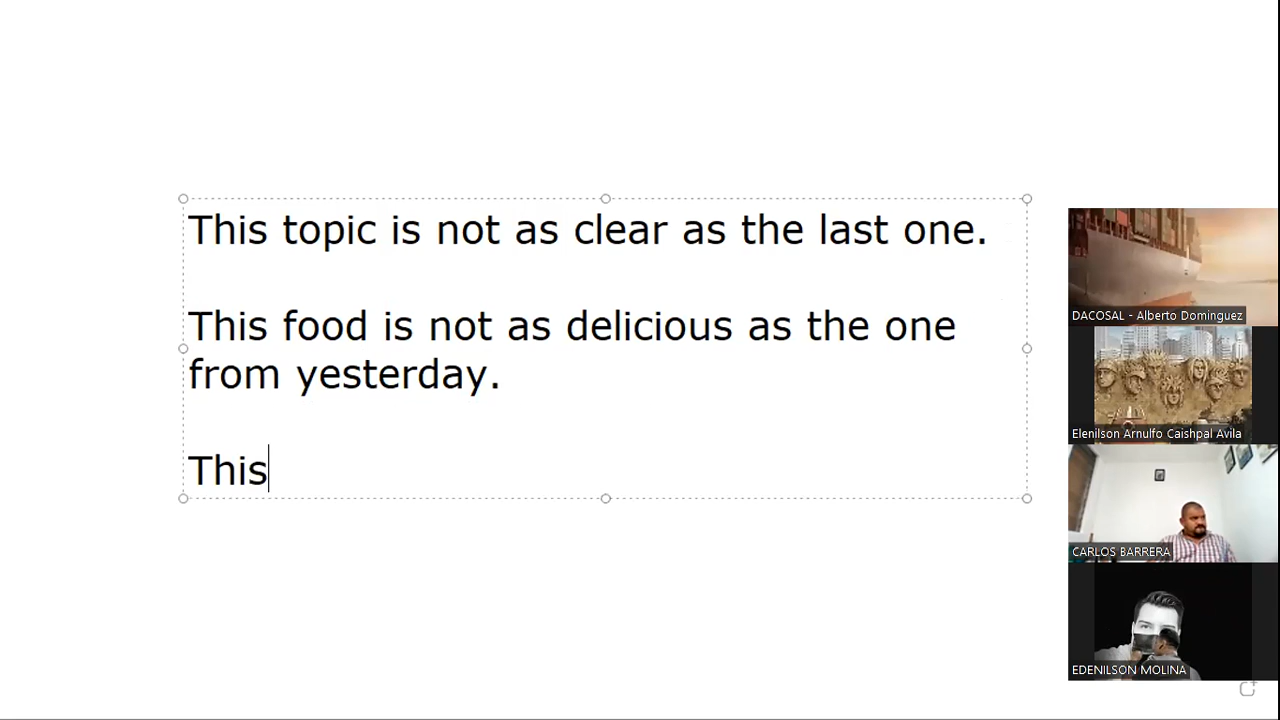 This topic is not as clear as the last one.
This food is not as delicious as the one
from yesterday.
This
DACOSAL - Alberto Domínguez
Elenilson Arnulfo Caishpal Avila
CARLOS BARRERA
EDENILSON MOLINA